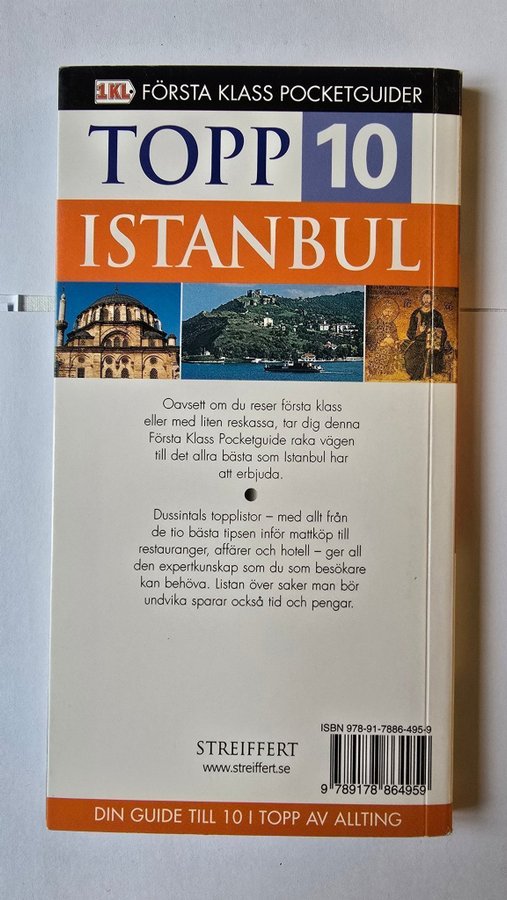 1KL FÖRSTA KLASS POCKETGUIDER
TOPP 10
ISTANBUL
Oavsett om du reser första klass
eller med liten reskassa, tar dig denna
Första Klass Pocketguide raka vägen
till det allra bästa som Istanbul har
att erbjuda.
Dussintals topplistor – med allt från
de tio bästa tipsen inför mattköp till
restauranger, affärer och hotell – ger all
den expertkunskap som du som besökare
kan behöva. Listan över saker man bör
undvika sparar också tid och pengar.
STREIFFERT
www.streiffert.se
ISBN 978-91-7886-495-9
9 789178 864959
DIN GUIDE TILL 10 I TOPP AV ALLTING